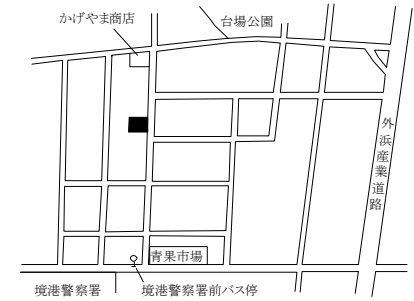 かげやま商店
台場公園
外浜産業道路
青果市場
境港警察署
境港警察署前バス停